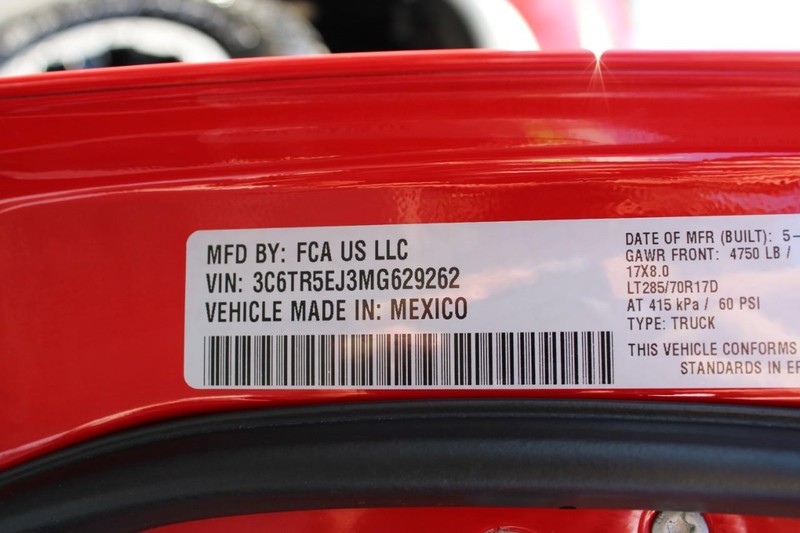 MFD BY: FCA US LLC
VIN: 3C6TR5EJ3MG629262
VEHICLE MADE IN: MEXICO
DATE OF MFR (BUILT): 5-
GAWR FRONT: 4750 LB /
17X8.0
LT285/70R17D
AT 415 kPa / 60 PSI
TYPE: TRUCK
THIS VEHICLE CONFORMS
STANDARDS IN